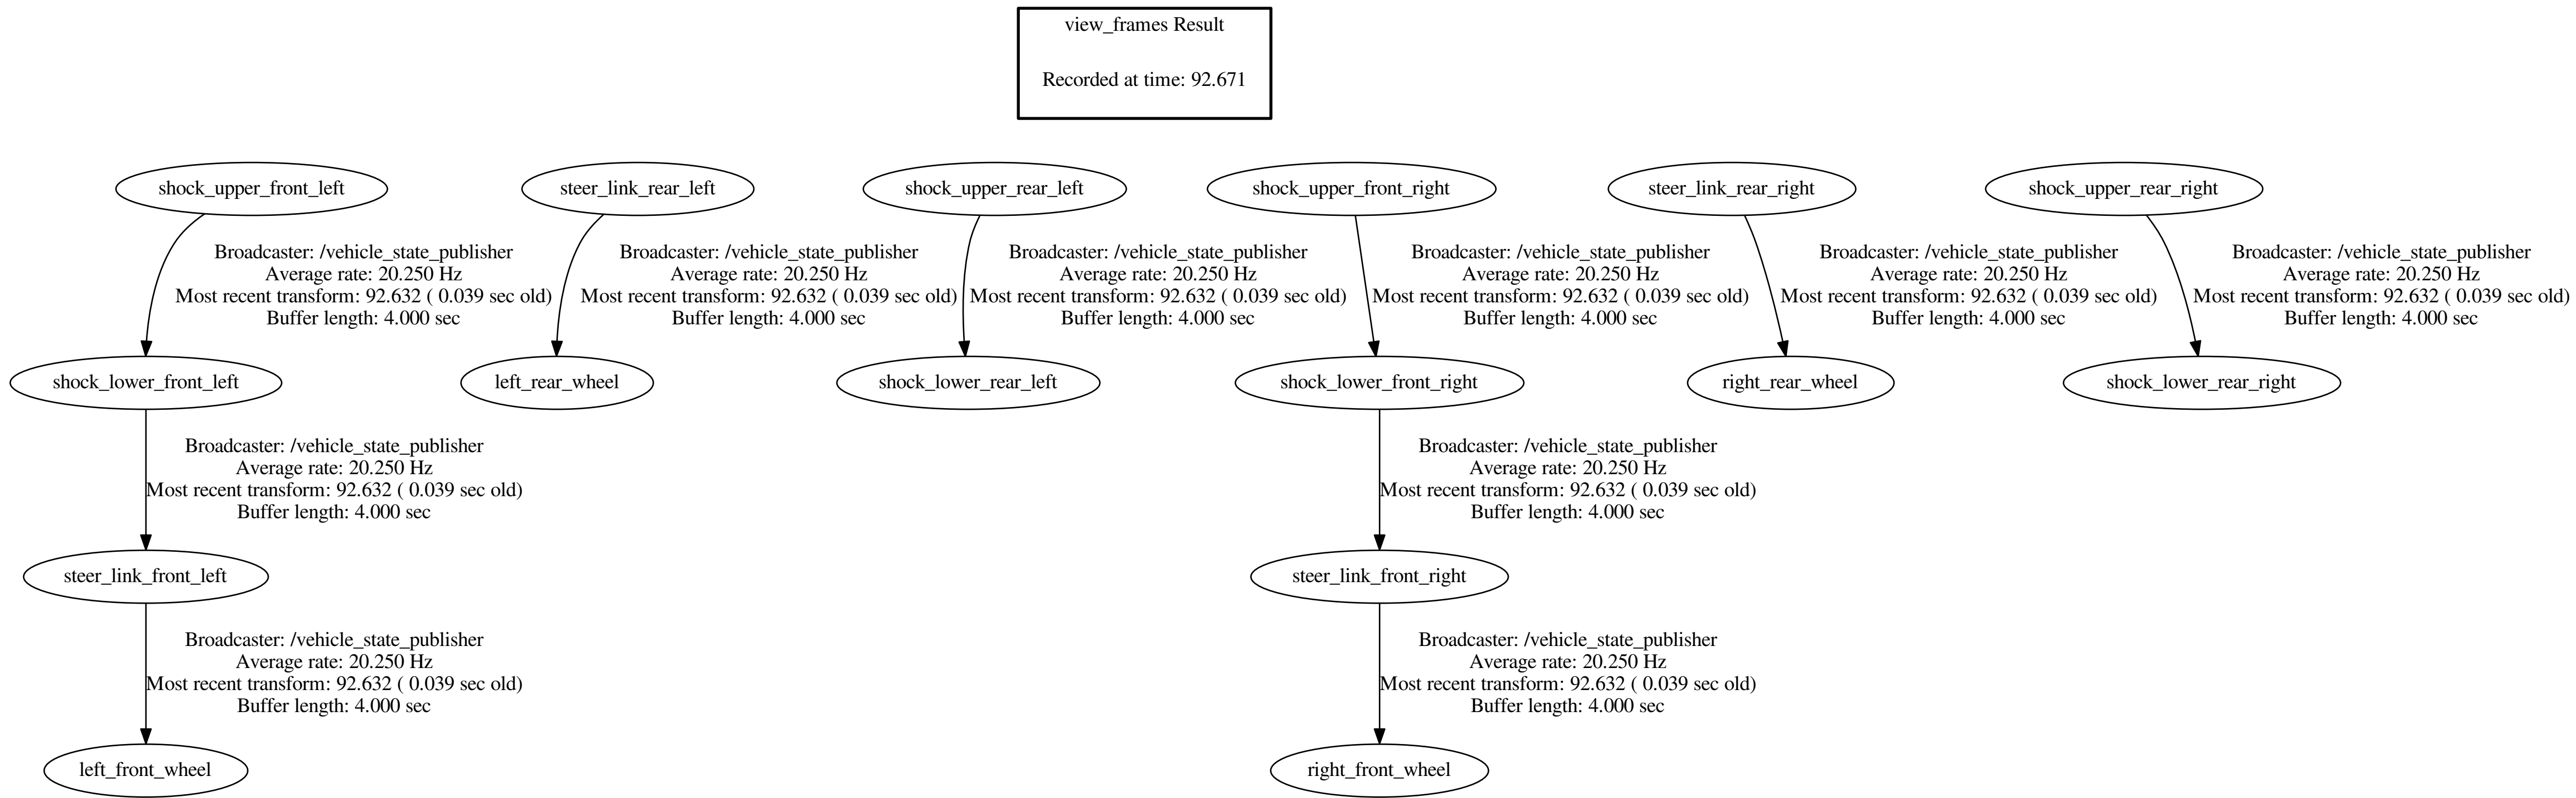 view_frames Result
Recorded at time: 92.671
shock_upper_front_left
steer_link_rear_left
shock_upper_rear_left
shock_upper_front_right
steer_link_rear_right
shock_upper_rear_right
Broadcaster: /vehicle_state_publisher
Average rate: 20.250 Hz
Most recent transform: 92.632 ( 0.039 sec old)
Buffer length: 4.000 sec
Broadcaster: /vehicle_state_publisher
Average rate: 20.250 Hz
Most recent transform: 92.632 ( 0.039 sec old)
Buffer length: 4.000 sec
Broadcaster: /vehicle_state_publisher
Average rate: 20.250 Hz
Most recent transform: 92.632 ( 0.039 sec old)
Buffer length: 4.000 sec
Broadcaster: /vehicle_state_publisher
Average rate: 20.250 Hz
Most recent transform: 92.632 ( 0.039 sec old)
Buffer length: 4.000 sec
Broadcaster: /vehicle_state_publisher
Average rate: 20.250 Hz
Most recent transform: 92.632 ( 0.039 sec old)
Buffer length: 4.000 sec
Broadcaster: /vehicle_state_publisher
Average rate: 20.250 Hz
Most recent transform: 92.632 ( 0.039 sec old)
Buffer length: 4.000 sec
shock_lower_front_left
left_rear_wheel
shock_lower_rear_left
shock_lower_front_right
right_rear_wheel
shock_lower_rear_right
Broadcaster: /vehicle_state_publisher
Average rate: 20.250 Hz
Most recent transform: 92.632 ( 0.039 sec old)
Buffer length: 4.000 sec
Broadcaster: /vehicle_state_publisher
Average rate: 20.250 Hz
Most recent transform: 92.632 ( 0.039 sec old)
Buffer length: 4.000 sec
steer_link_front_left
steer_link_front_right
Broadcaster: /vehicle_state_publisher
Average rate: 20.250 Hz
Most recent transform: 92.632 ( 0.039 sec old)
Buffer length: 4.000 sec
Broadcaster: /vehicle_state_publisher
Average rate: 20.250 Hz
Most recent transform: 92.632 ( 0.039 sec old)
Buffer length: 4.000 sec
left_front_wheel
right_front_wheel